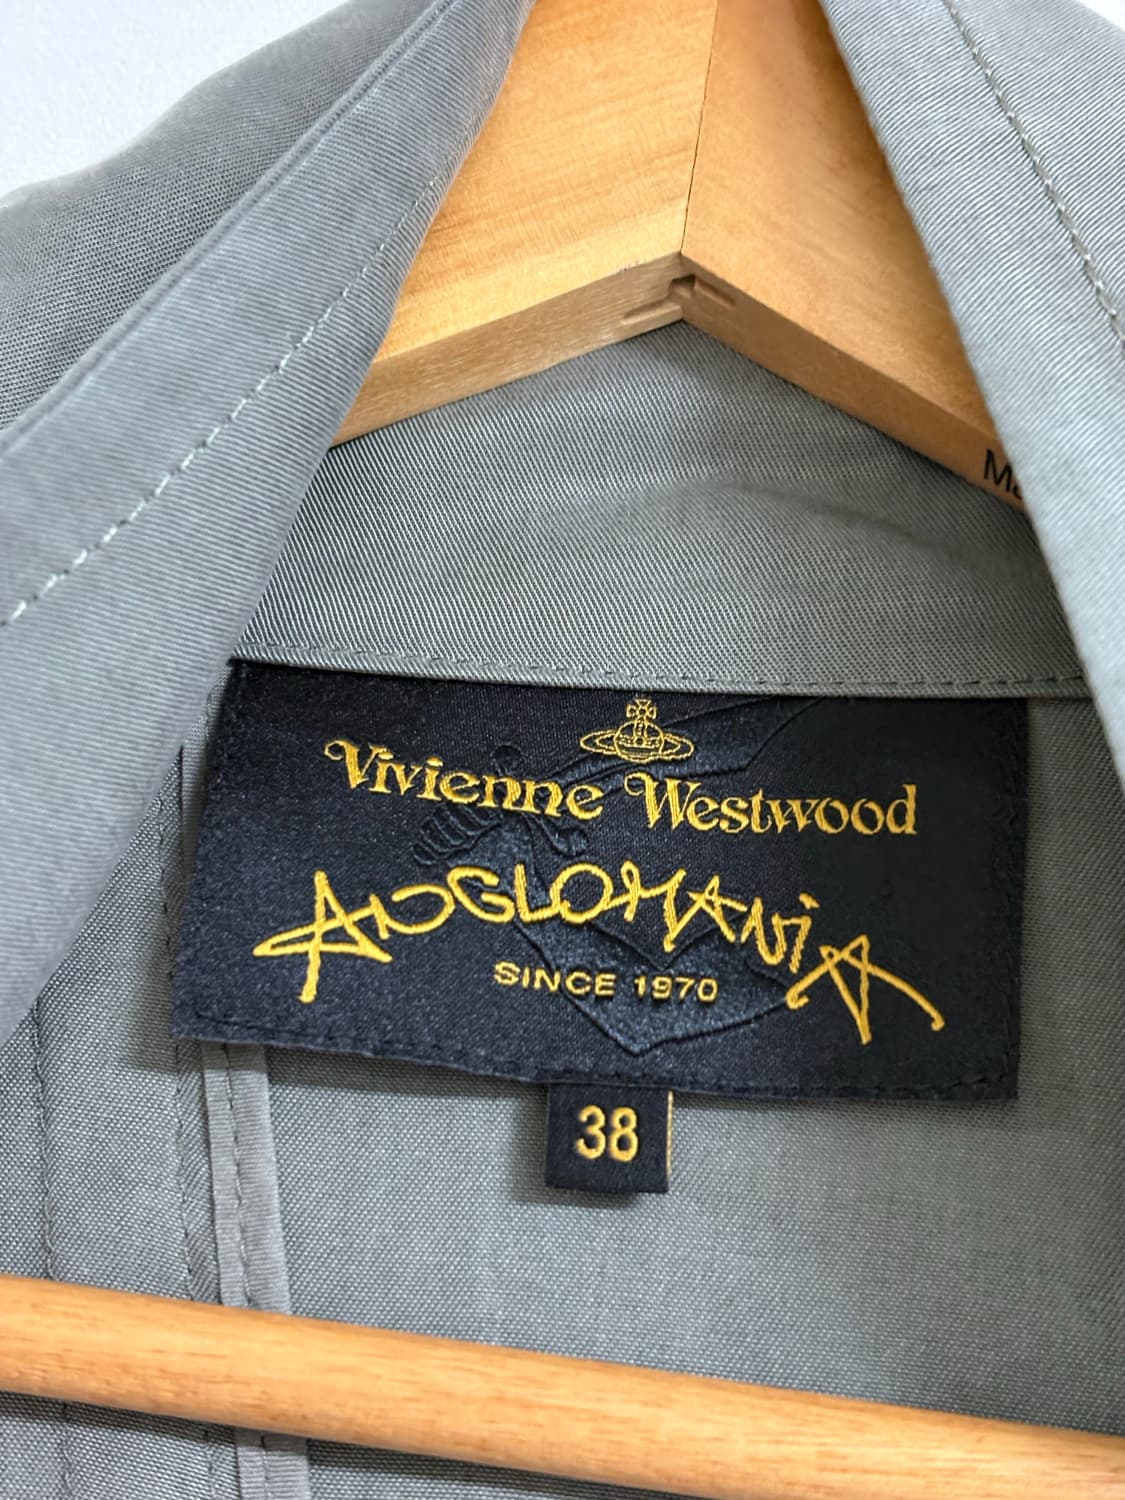 Vivienne Westwood
ANGLOMANiA
SINCE 1970
38